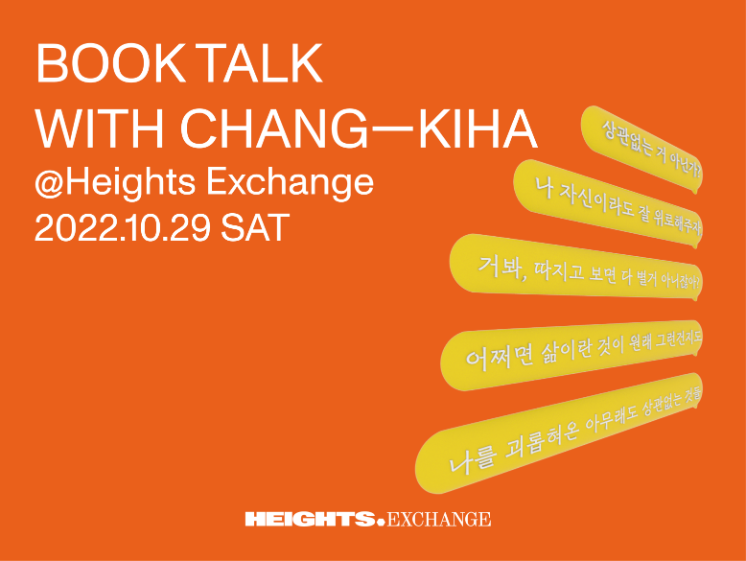 BOOK TALK
WITH CHANG—KIHA
@Heights Exchange
2022.10.29 SAT
상관없는 거 아닌가?
나 자신이라도 잘 위로해주자
거봐, 따지고 보면 다 별거 아니잖아!
어쩌면 삶이란 것이 원래 그런건지도
나를 괴롭혀온 아무래도 상관없는 것들
HEIGHTS.EXCHANGE